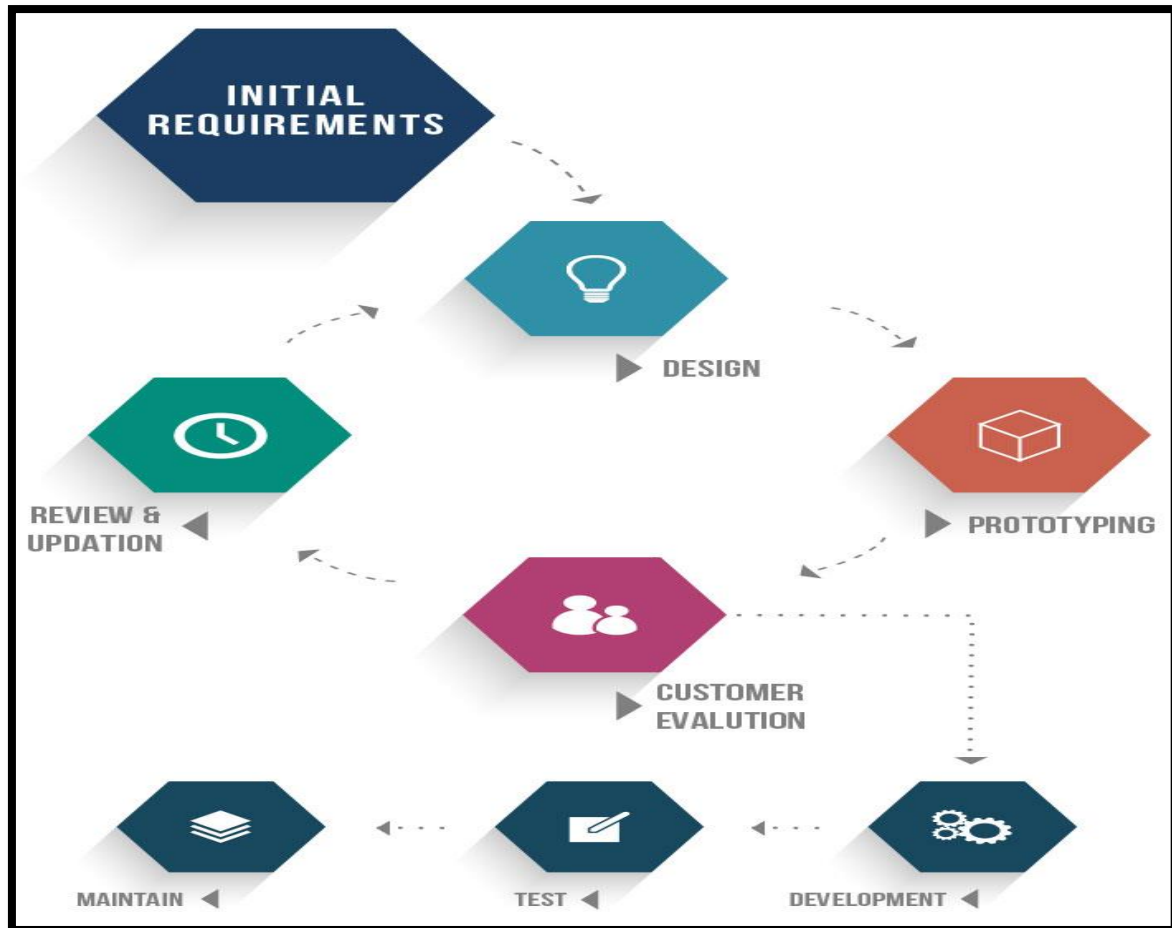 INITIAL
REQUIREMENTS
DESIGN
PROTOTYPING
REVIEW &
UPDATION
CUSTOMER
EVALUTION
MAINTAIN
TEST
DEVELOPMENT